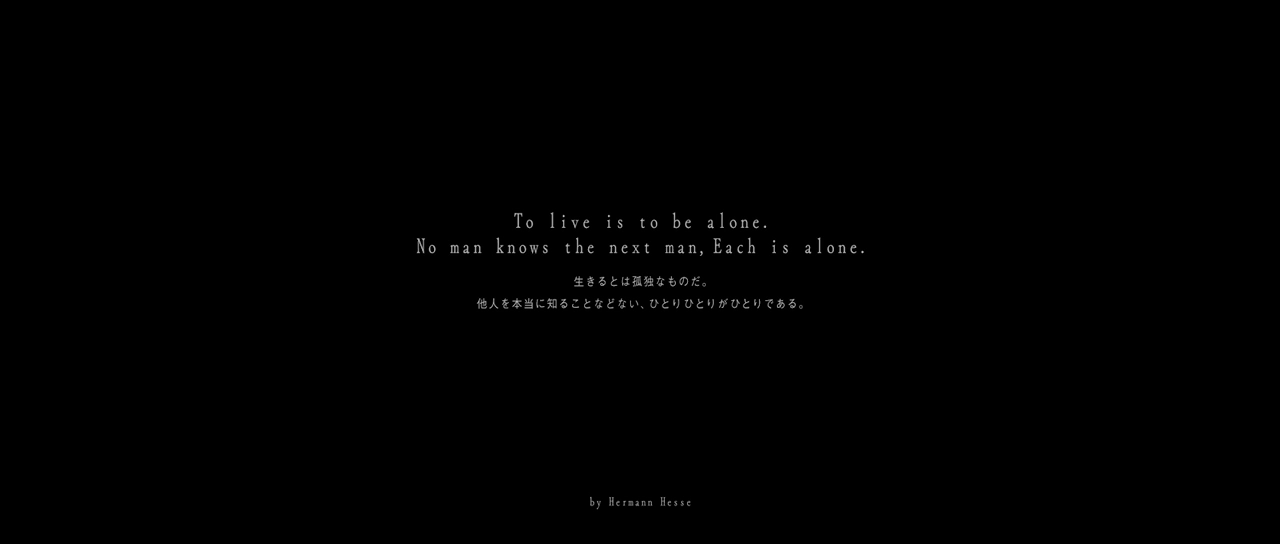 To live is to be alone.
No man knows the next man, Each is alone.
生きるとは孤独なものだ。
他人を本当に知ることなどない、ひとりひとりがひとりである。
by Hermann Hesse